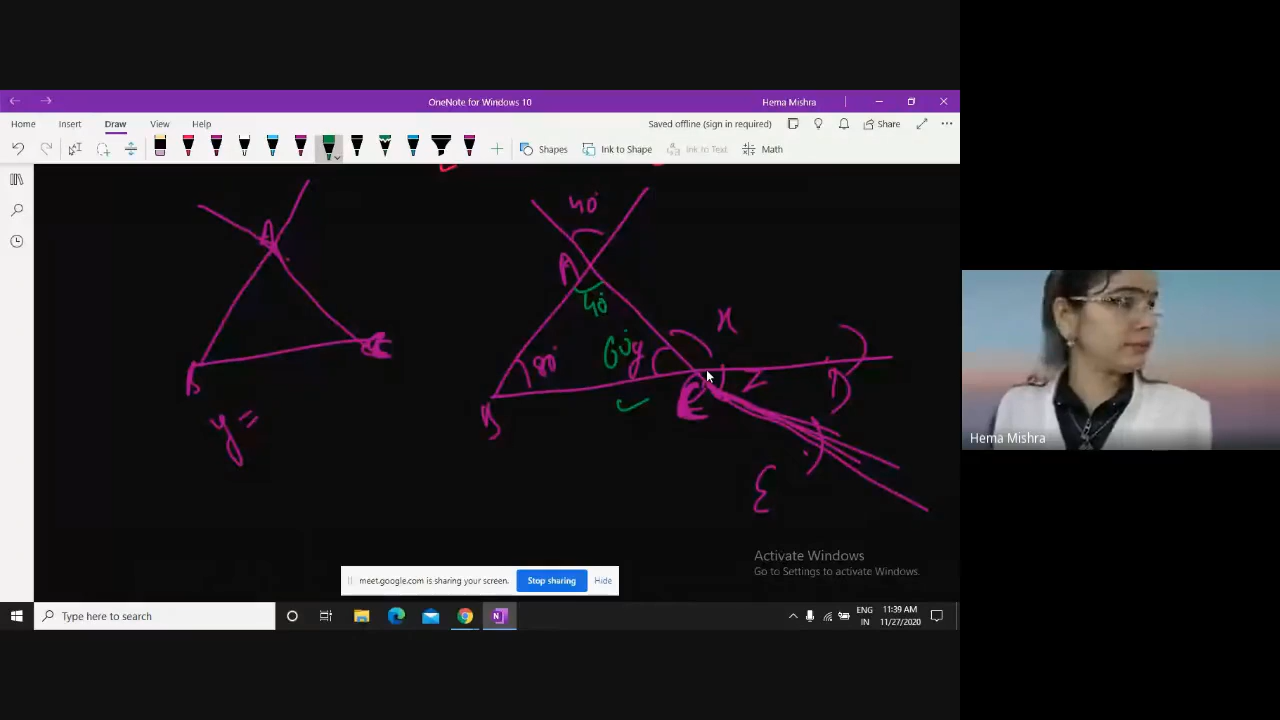 OneNote for Windows 10
Hema Mishra
Home Insert Draw View Help
Saved offline (sign in required)
Share
Shapes
Ink to Shape
Ink to Text
Math
40°
A
A
40°
x
80°
60°
y
z
D
B
C
C
B
y =
E
Hema Mishra
Activate Windows
Go to Settings to activate Windows.
meet.google.com is sharing your screen.
Stop sharing
Hide
Type here to search
N
ENG
IN
11:39 AM
11/27/2020